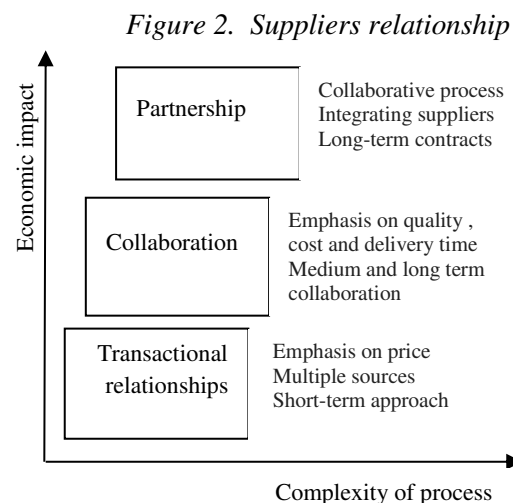 Figure 2. Suppliers relationship
Economic impact
Partnership
Collaborative process
Integrating suppliers
Long-term contracts
Collaboration
Emphasis on quality ,
cost and delivery time
Medium and long term
collaboration
Transactional
relationships
Emphasis on price
Multiple sources
Short-term approach
Complexity of process